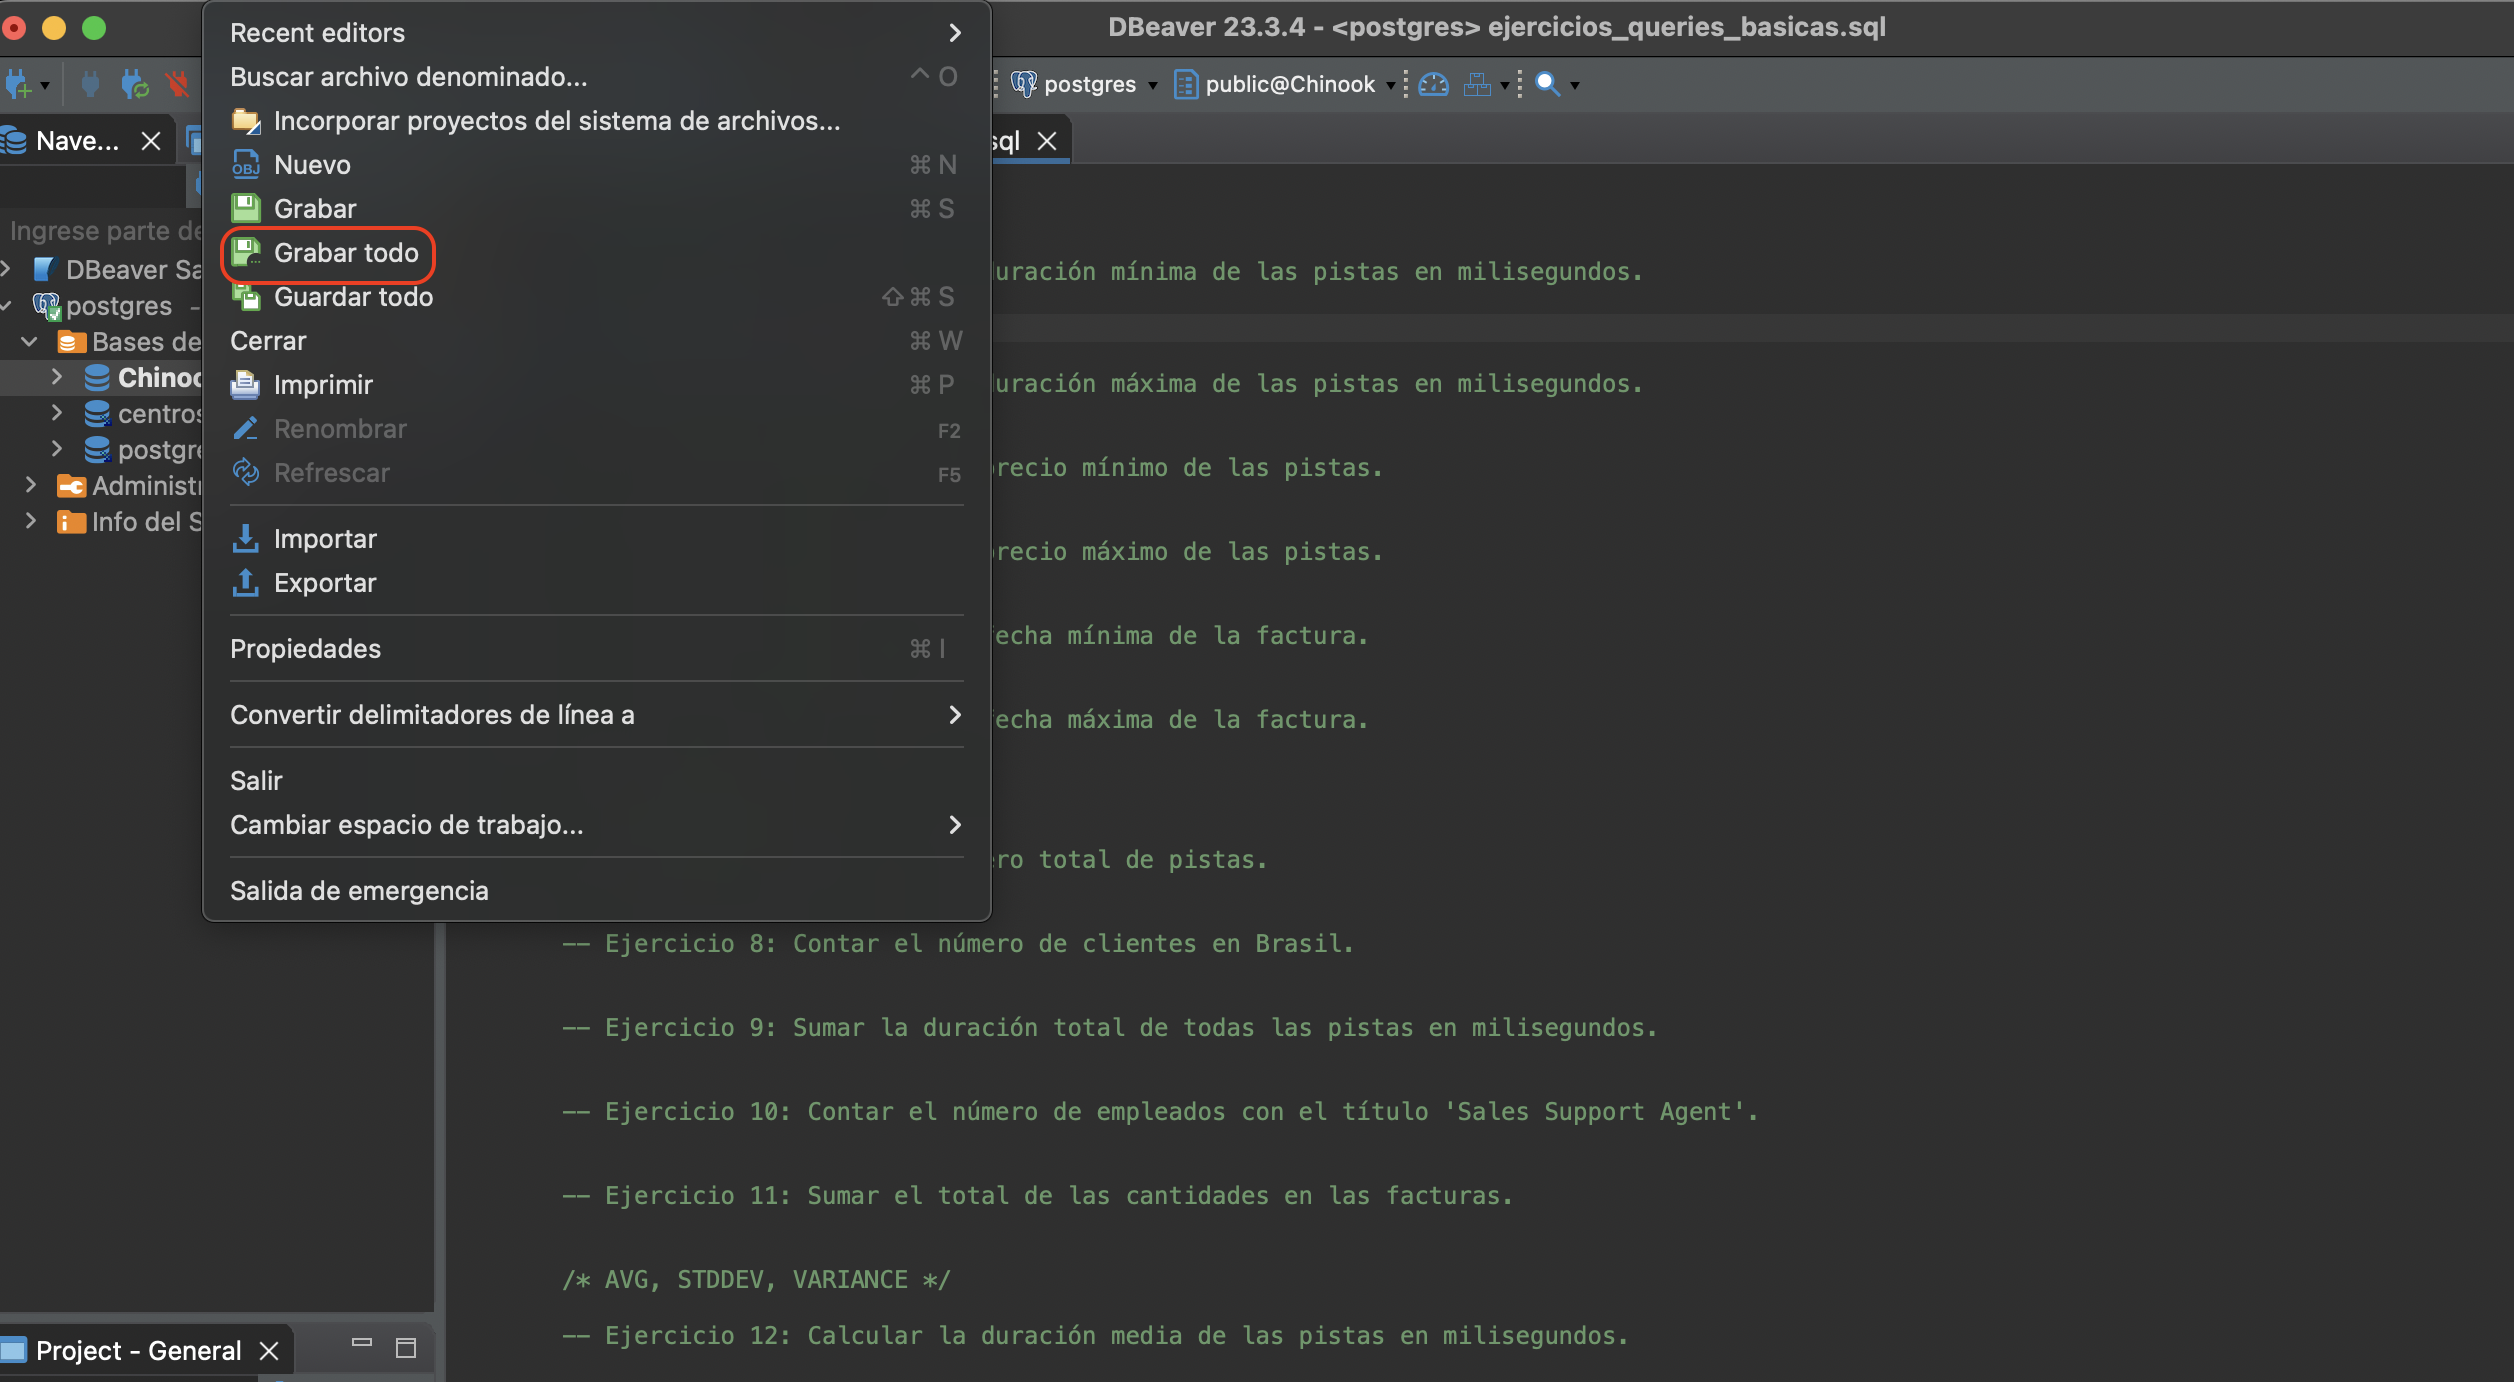 DBeaver 23.3.4 - <postgres> ejercicios_queries_basicas.sql
postgres
public@Chinook
Nave...
sql
Ingrese parte de
DBeaver Sa
postgres -
Bases de
Chinoo
centros
postgre
Administr
Info del S
Recent editors
Buscar archivo denominado... ^ O
Incorporar proyectos del sistema de archivos...
OBJ Nuevo ⌘ N
Grabar ⌘ S
Grabar todo
Guardar todo ⇧ ⌘ S
Cerrar ⌘ W
Imprimir ⌘ P
Renombrar F2
Refrescar F5
Importar
Exportar
Propiedades ⌘ I
Convertir delimitadores de línea a
Salir
Cambiar espacio de trabajo...
Salida de emergencia
duración mínima de las pistas en milisegundos.
duración máxima de las pistas en milisegundos.
precio mínimo de las pistas.
precio máximo de las pistas.
fecha mínima de la factura.
fecha máxima de la factura.
ro total de pistas.
-- Ejercicio 8: Contar el número de clientes en Brasil.
-- Ejercicio 9: Sumar la duración total de todas las pistas en milisegundos.
-- Ejercicio 10: Contar el número de empleados con el título 'Sales Support Agent'.
-- Ejercicio 11: Sumar el total de las cantidades en las facturas.
/* AVG, STDDEV, VARIANCE */
-- Ejercicio 12: Calcular la duración media de las pistas en milisegundos.
Project - General